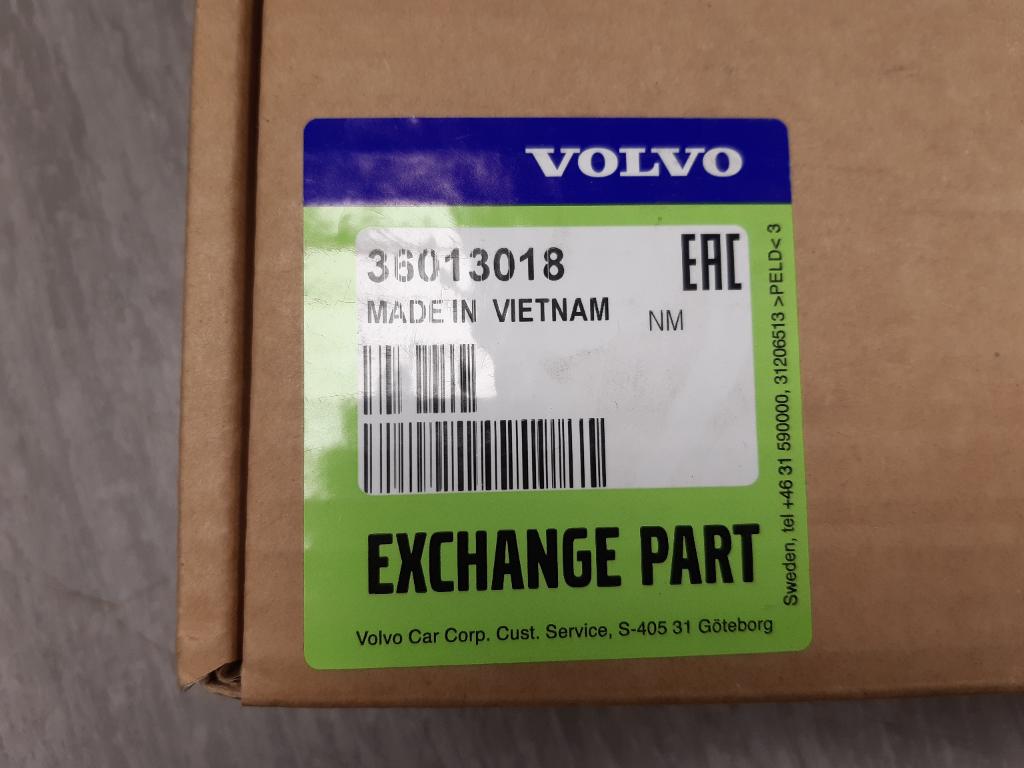 VOLVO
36013018
EAC
MADE IN VIETNAM
NM
EXCHANGE PART
Volvo Car Corp. Cust. Service, S-405 31 Göteborg
Sweden, tel +46 31 590000, 31206513 >PELD< 3